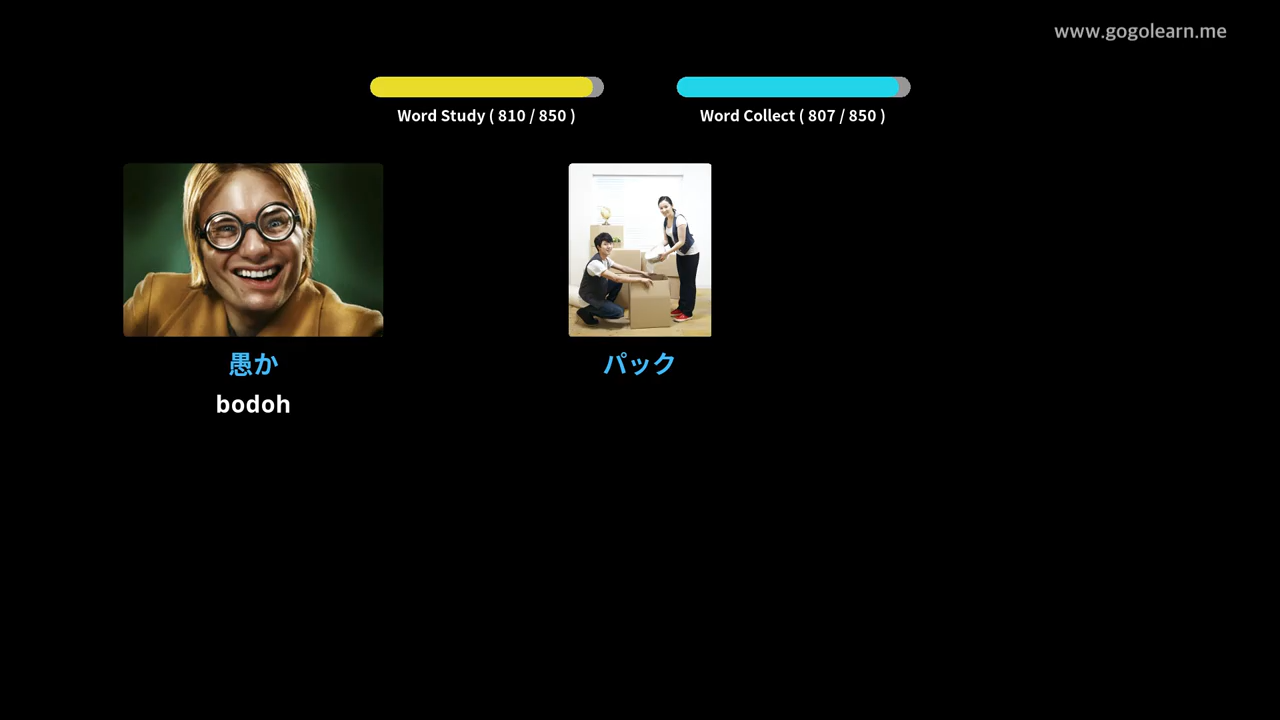 www.gogolearn.me
Word Study ( 810 / 850 )
Word Collect ( 807 / 850 )
愚か
パック
bodoh